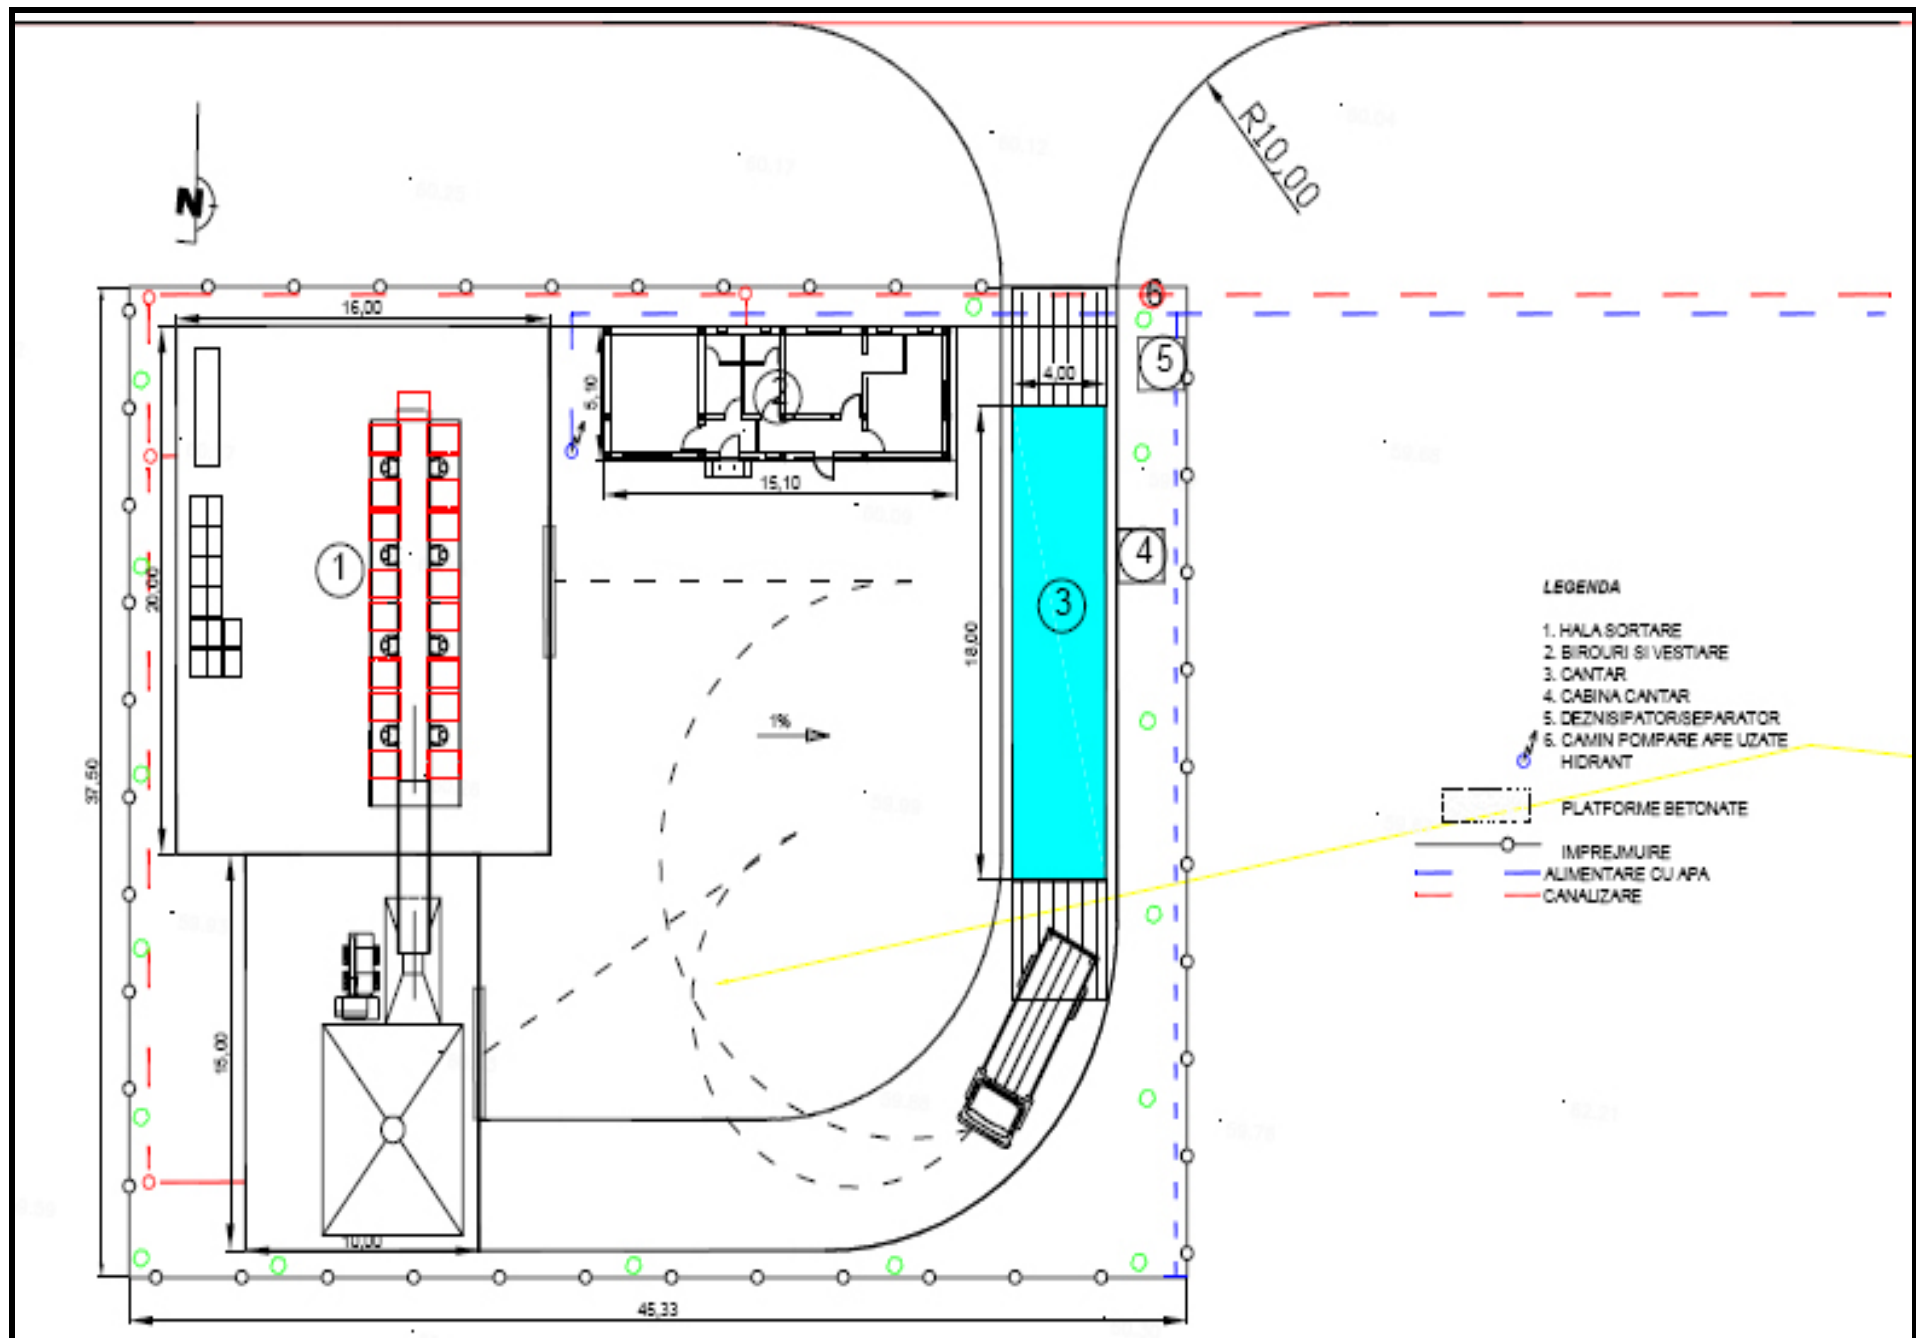 R10,00
N
16,00
6
5
2
5,10
4,00
15,10
4
1
20,00
3
18,00
LEGENDA
1. HALA SORTARE
2. BIROURI SI VESTIARE
3. CANTAR
4. CABINA CANTAR
5. DEZNISIPATOR/SEPARATOR
6. CAMIN POMPARE APE UZATE
HIDRANT
PLATFORME BETONATE
IMPREJMUIRE
ALIMENTARE CU APA
CANALIZARE
1%
37,50
15,00
10,00
45,33